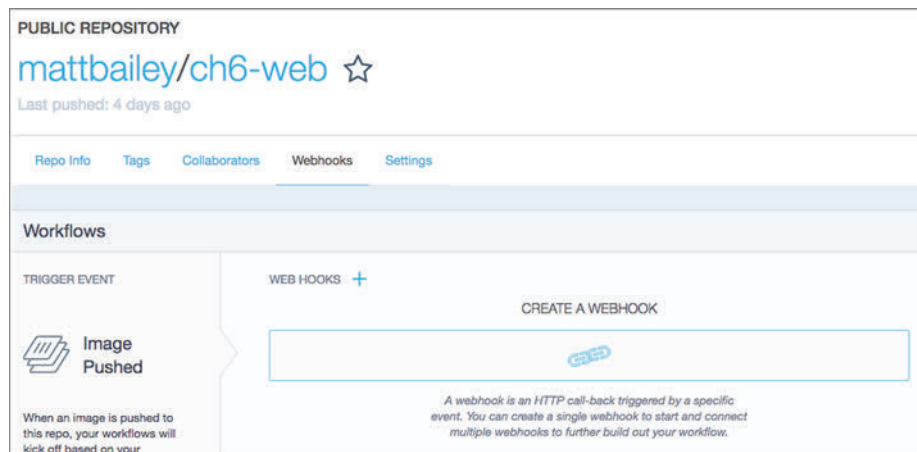 PUBLIC REPOSITORY
mattbailey/ch6-web
Last pushed: 4 days ago
Repo Info Tags Collaborators Webhooks Settings
Workflows
TRIGGER EVENT
Image
Pushed
When an image is pushed to
this repo, your workflows will
kick off based on your
WEB HOOKS +
CREATE A WEBHOOK
A webhook is an HTTP call-back triggered by a specific
event. You can create a single webhook to start and connect
multiple webhooks to further build out your workflow.